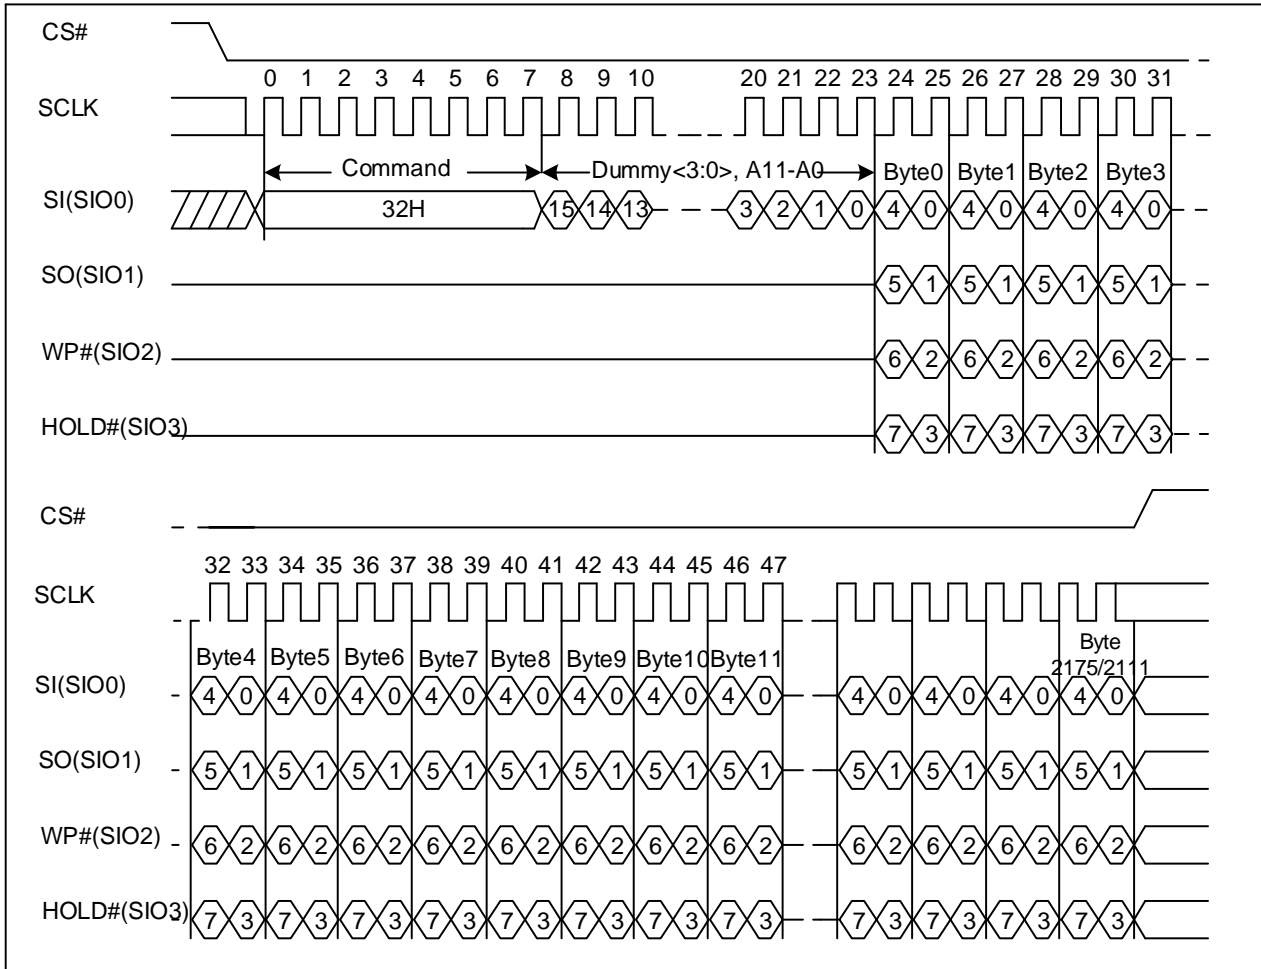 CS#
0 1 2 3 4 5 6 7 8 9 10 20 21 22 23 24 25 26 27 28 29 30 31
SCLK
Command Dummy<3:0>, A11-A0 Byte0 Byte1 Byte2 Byte3
SI(SIO0) 32H 15 14 13 3 2 1 0 4 0 4 0 4 0 4 0
SO(SIO1) 5 1 5 1 5 1 5 1
WP#(SIO2) 6 2 6 2 6 2 6 2
HOLD#(SIO3) 7 3 7 3 7 3 7 3
CS#
32 33 34 35 36 37 38 39 40 41 42 43 44 45 46 47
SCLK
Byte4 Byte5 Byte6 Byte7 Byte8 Byte9 Byte10 Byte11 Byte
2175/2111
SI(SIO0) 4 0 4 0 4 0 4 0 4 0 4 0 4 0 4 0 4 0 4 0 4 0 4 0
SO(SIO1) 5 1 5 1 5 1 5 1 5 1 5 1 5 1 5 1 5 1 5 1 5 1 5 1
WP#(SIO2) 6 2 6 2 6 2 6 2 6 2 6 2 6 2 6 2 6 2 6 2 6 2 6 2
HOLD#(SIO3) 7 3 7 3 7 3 7 3 7 3 7 3 7 3 7 3 7 3 7 3 7 3 7 3